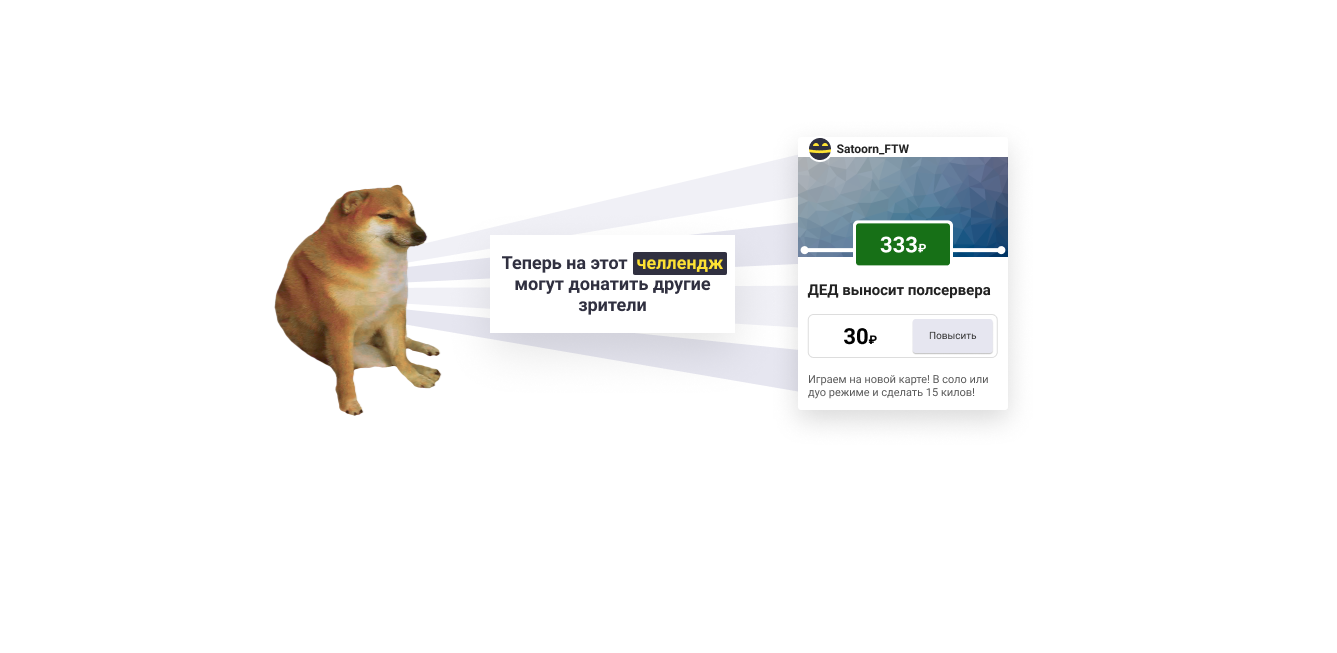 Теперь на этот челлендж
могут донатить другие
зрители
Satoorn_FTW
333₽
ДЕД выносит полсервера
30₽
Повысить
Играем на новой карте! В соло или
дуо режиме и сделать 15 килов!